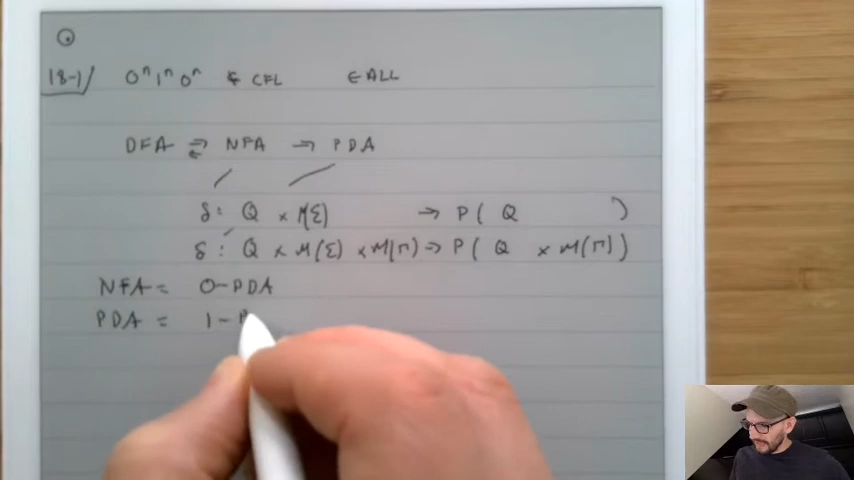 18-1/ 0ⁿ1ⁿ0ⁿ ∉ CFL ∈ ALL
DFA ⇌ NFA → PDA
δ: Q × M(Σ) → P( Q )
δ: Q × M(Σ) × M(Γ) → P( Q × M(Γ))
NFA = 0-PDA
PDA = 1-P